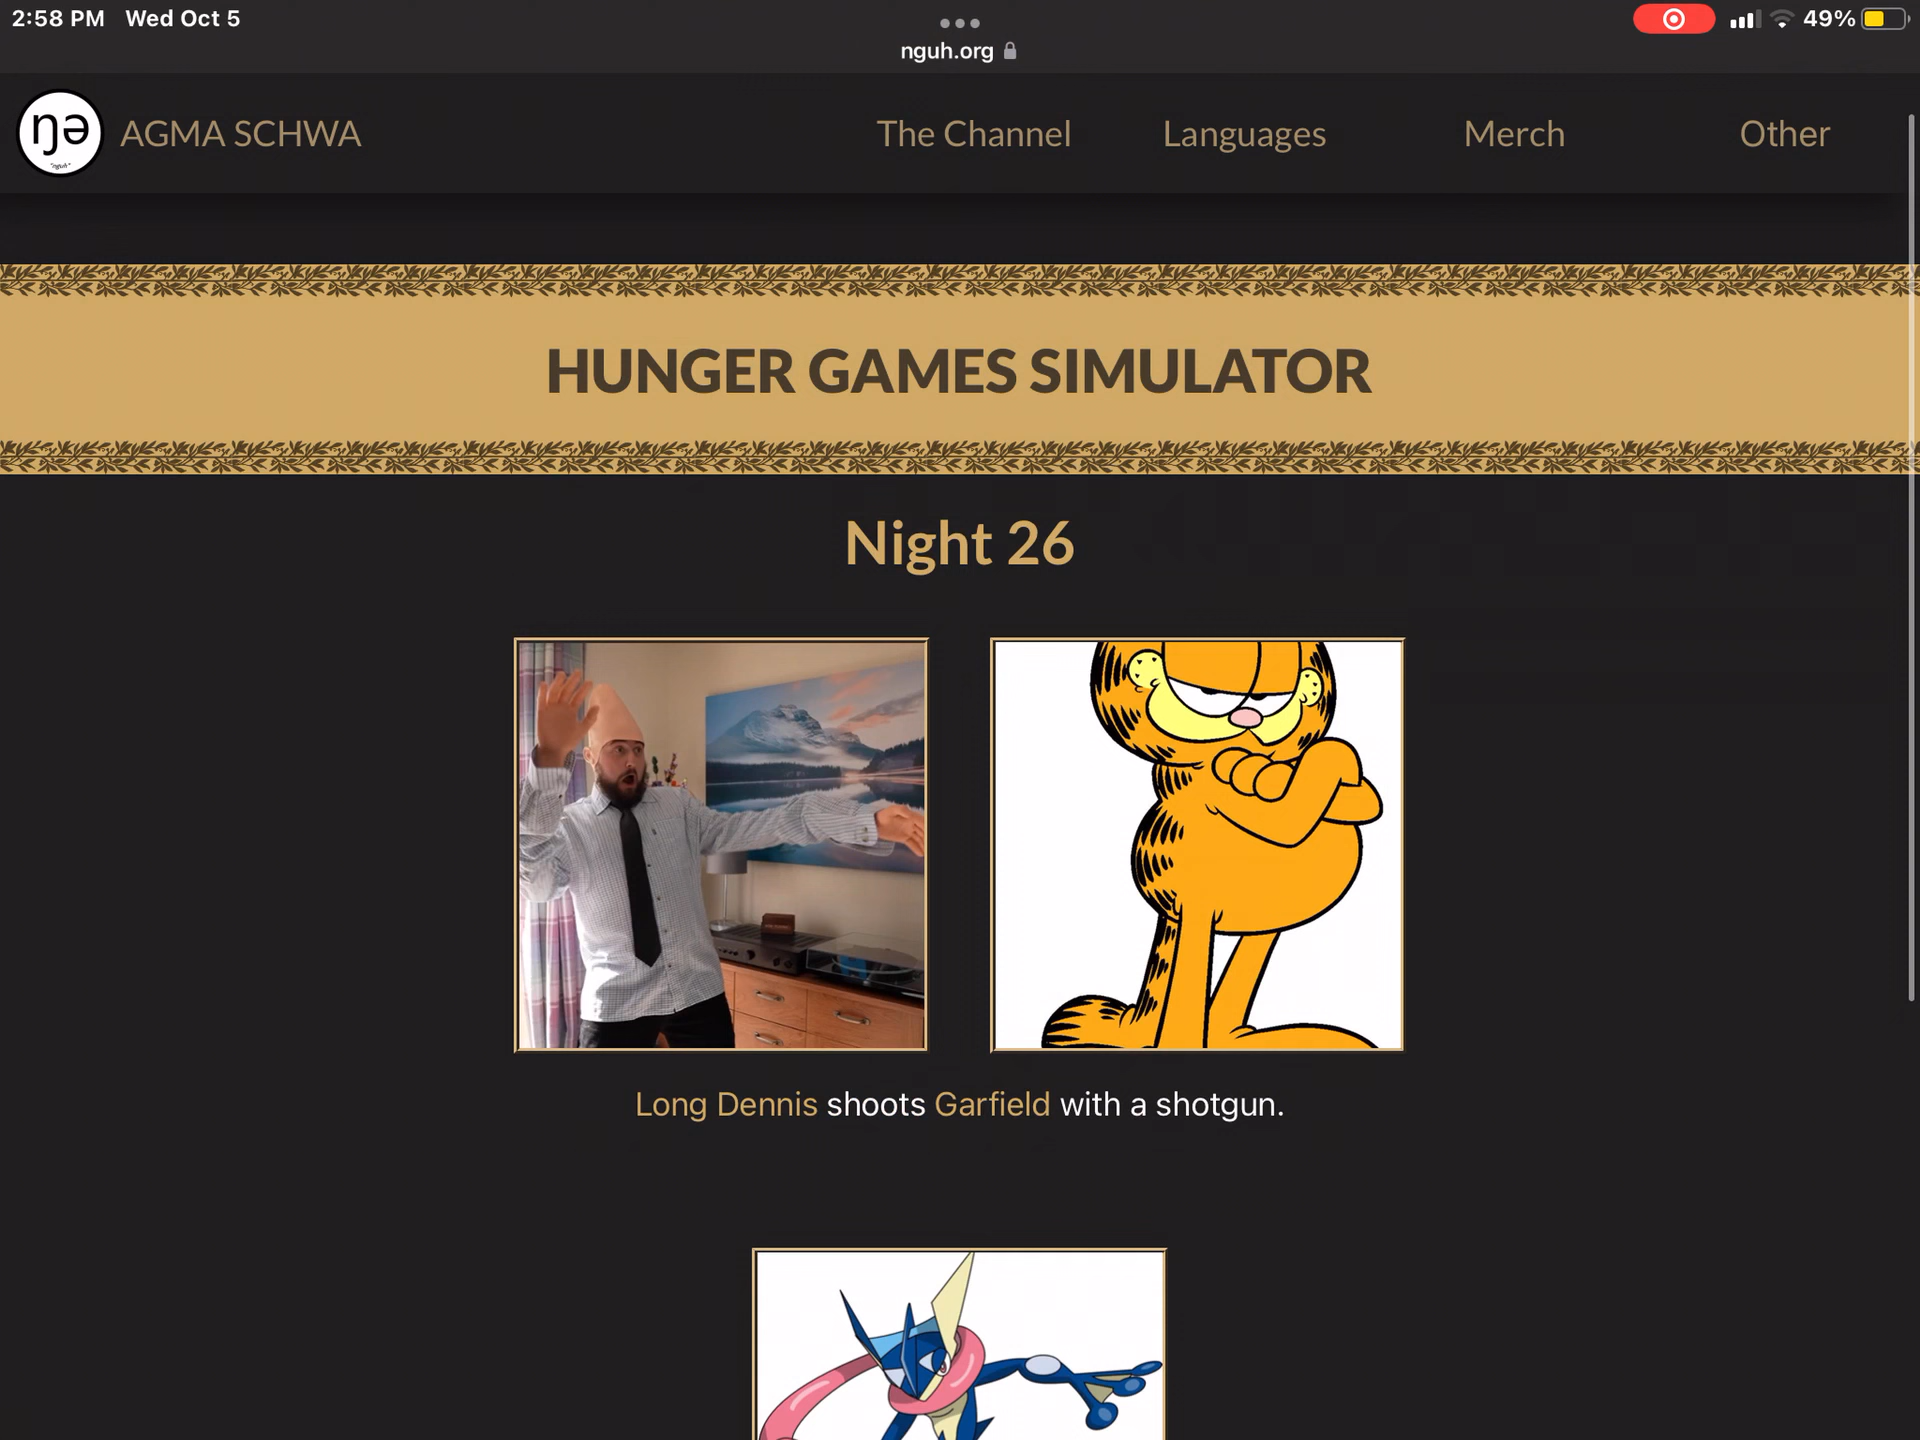 2:58 PM Wed Oct 5
49%
nguh.org
ŋə
"nguh"
AGMA SCHWA
The Channel
Languages
Merch
Other
HUNGER GAMES SIMULATOR
Night 26
Long Dennis shoots Garfield with a shotgun.